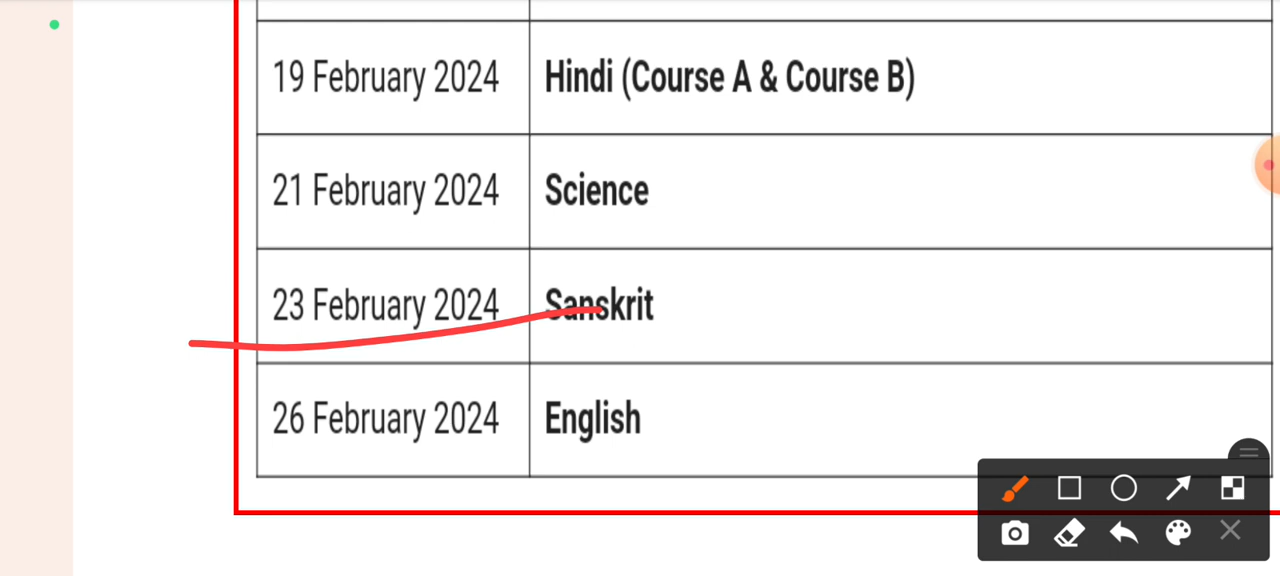 19 February 2024 Hindi (Course A & Course B)
21 February 2024 Science
23 February 2024 Sanskrit
26 February 2024 English